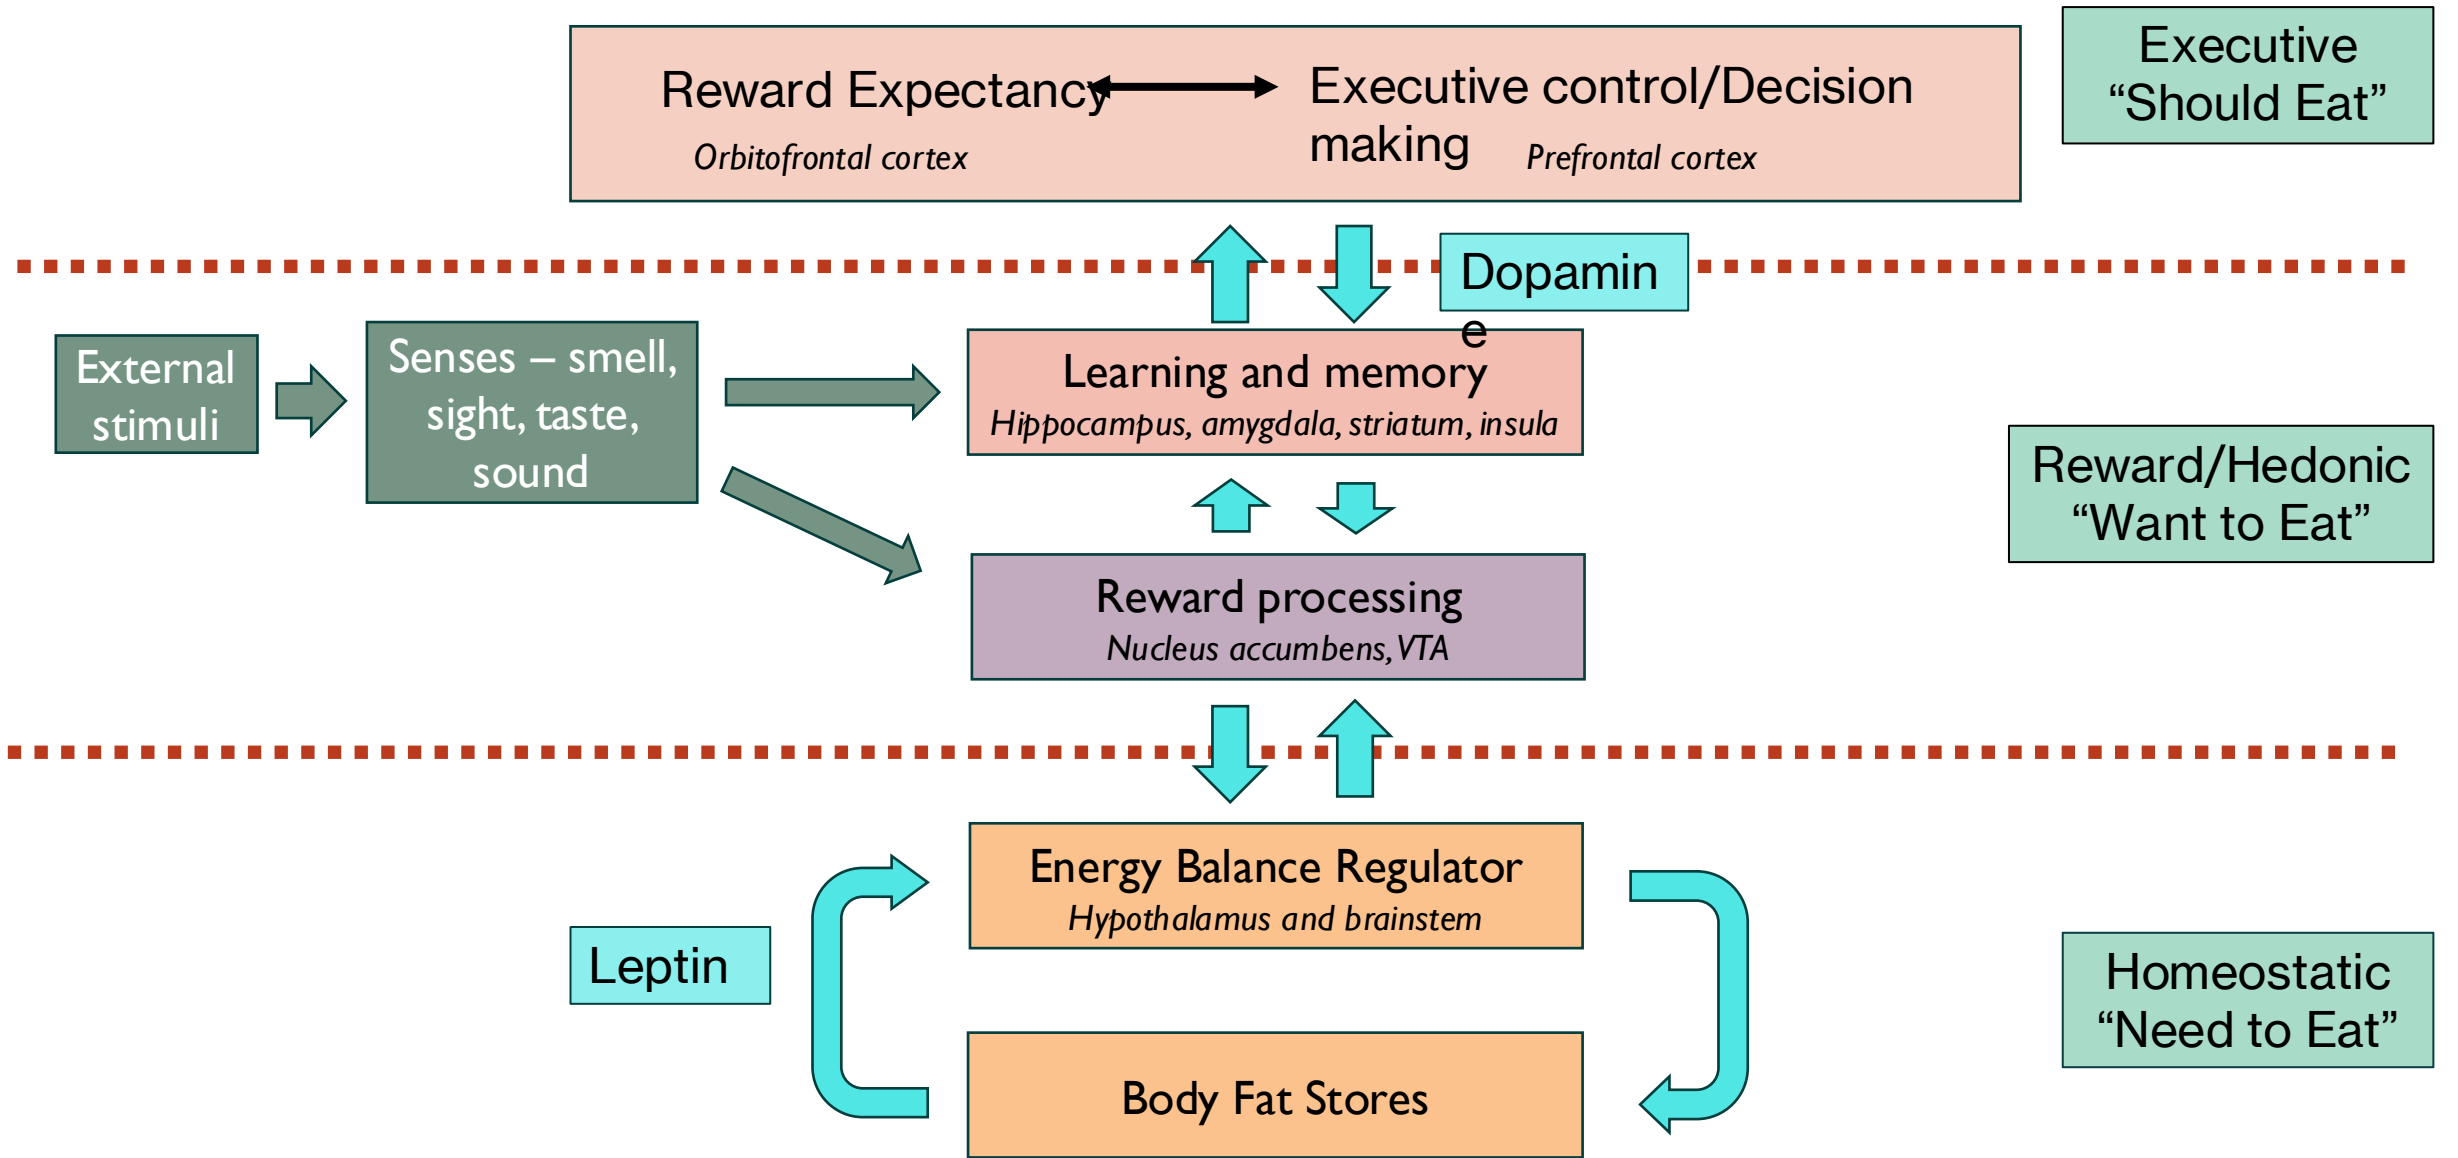 Reward Expectancy
Orbitofrontal cortex
Executive control/Decision
making
Prefrontal cortex
Executive
“Should Eat”
Dopamin
e
External
stimuli
Senses – smell,
sight, taste,
sound
Learning and memory
Hippocampus, amygdala, striatum, insula
Reward/Hedonic
“Want to Eat”
Reward processing
Nucleus accumbens, VTA
Energy Balance Regulator
Hypothalamus and brainstem
Leptin
Homeostatic
“Need to Eat”
Body Fat Stores